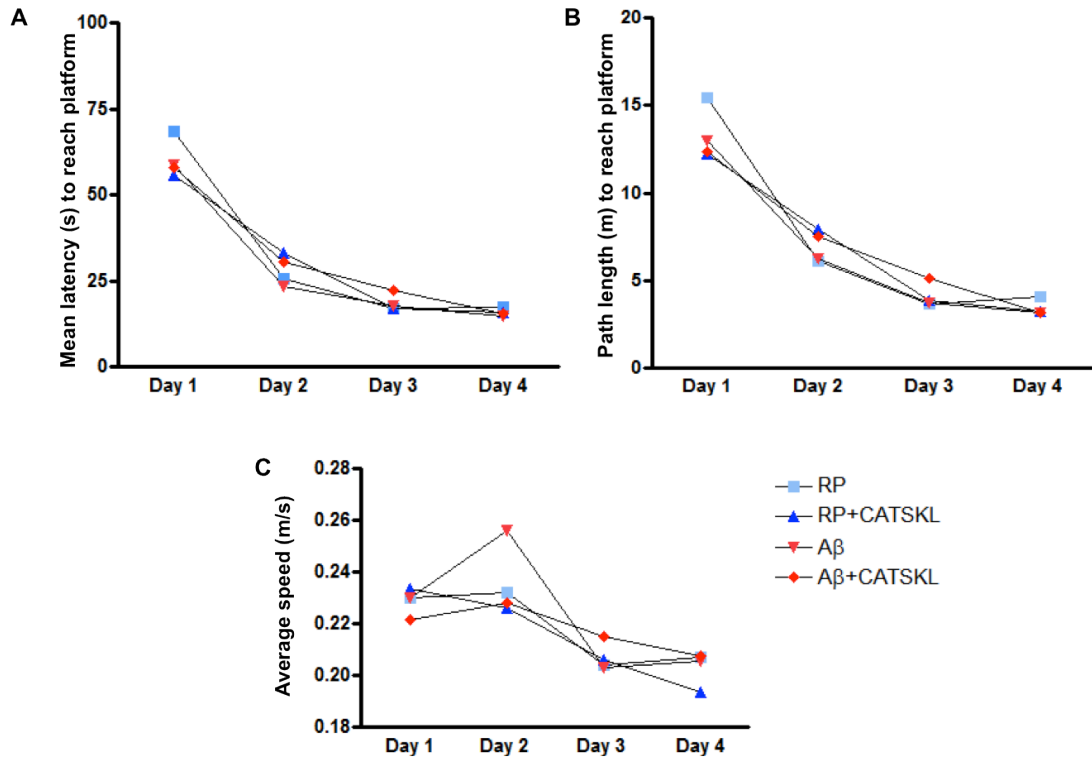 A
Mean latency (s) to reach platform
100
75
50
25
0
Day 1 Day 2 Day 3 Day 4
B
Path length (m) to reach platform
20
15
10
5
0
Day 1 Day 2 Day 3 Day 4
C
Average speed (m/s)
0.28
0.26
0.24
0.22
0.20
0.18
Day 1 Day 2 Day 3 Day 4
RP
RP+CATSKL
Aβ
Aβ+CATSKL